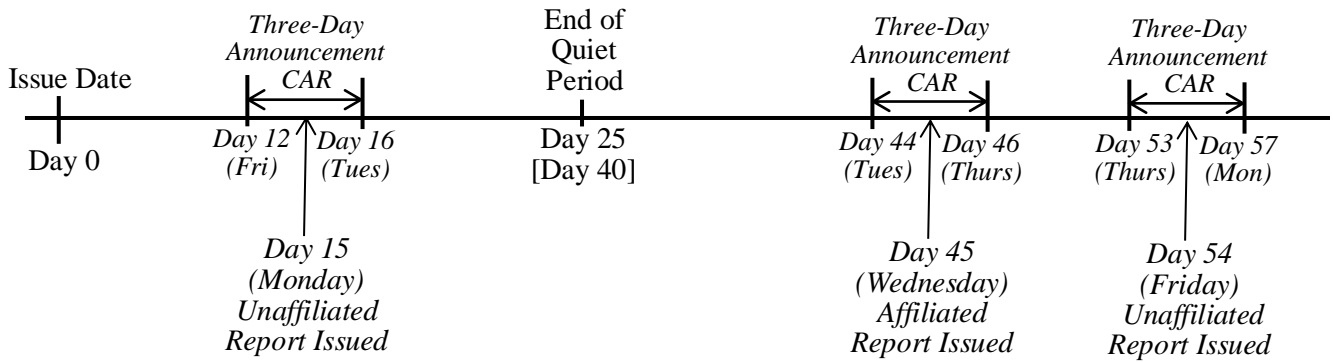 Issue Date
Day 0
Three-Day
Announcement
CAR
Day 12
(Fri)
Day 16
(Tues)
Day 15
(Monday)
Unaffiliated
Report Issued
End of
Quiet
Period
Day 25
[Day 40]
Three-Day
Announcement
CAR
Day 44
(Tues)
Day 46
(Thurs)
Day 45
(Wednesday)
Affiliated
Report Issued
Three-Day
Announcement
CAR
Day 53
(Thurs)
Day 57
(Mon)
Day 54
(Friday)
Unaffiliated
Report Issued